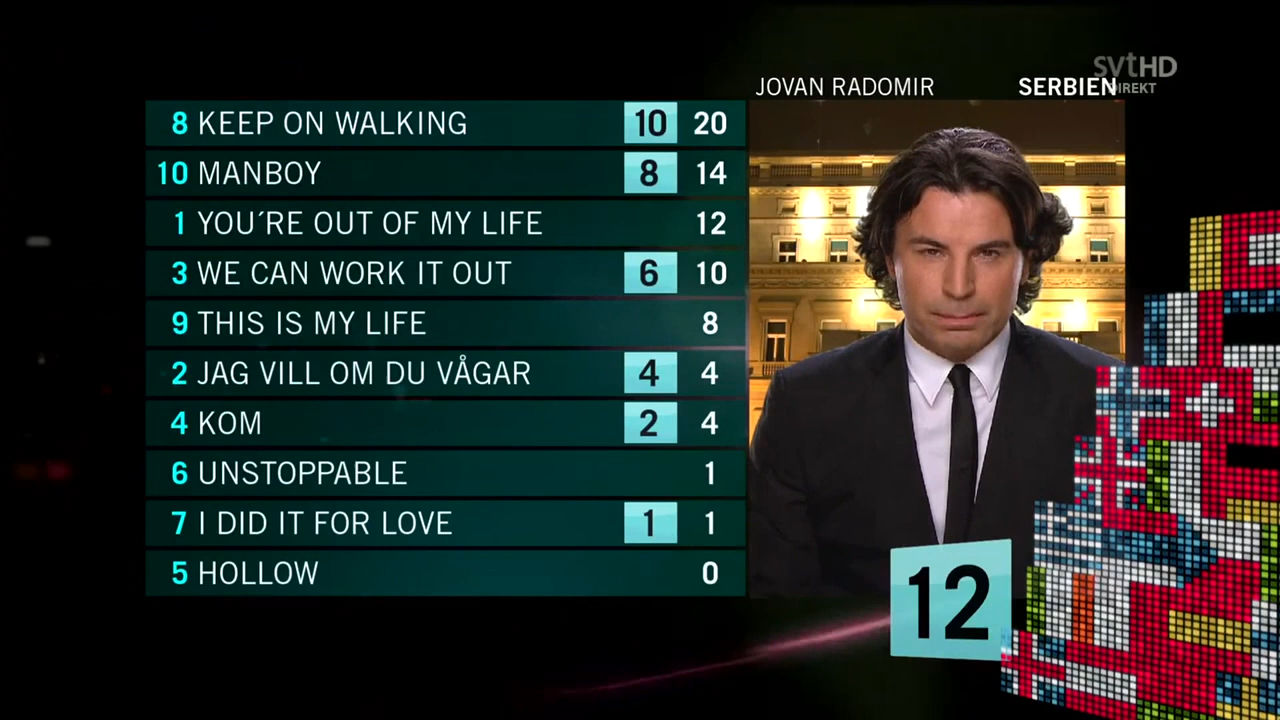 svtHD
DIREKT
JOVAN RADOMIR SERBIEN
8 KEEP ON WALKING 10 20
10 MANBOY 8 14
1 YOU´RE OUT OF MY LIFE 12
3 WE CAN WORK IT OUT 6 10
9 THIS IS MY LIFE 8
2 JAG VILL OM DU VÅGAR 4 4
4 KOM 2 4
6 UNSTOPPABLE 1
7 I DID IT FOR LOVE 1 1
5 HOLLOW 0
12